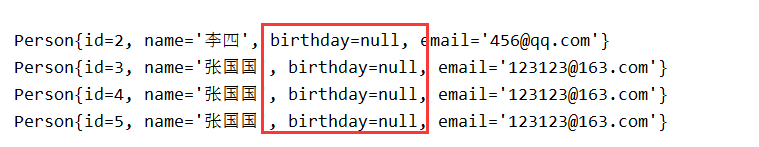 Person{id=2, name='李四', birthday=null, email='456@qq.com'}
Person{id=3, name='张国国 , birthday=null, email='123123@163.com'}
Person{id=4, name='张国国 , birthday=null, email='123123@163.com'}
Person{id=5, name='张国国 , birthday=null, email='123123@163.com'}